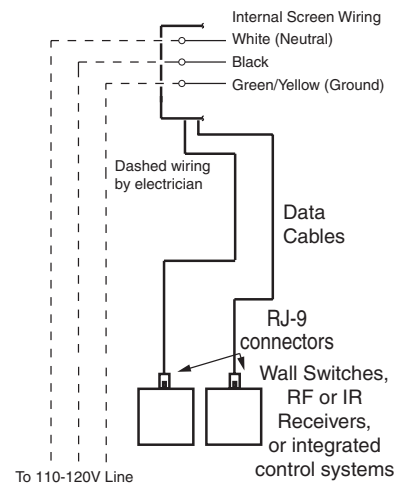 Internal Screen Wiring
White (Neutral)
Black
Green/Yellow (Ground)
Dashed wiring
by electrician
Data
Cables
RJ-9
connectors
Wall Switches,
RF or IR
Receivers,
or integrated
control systems
To 110-120V Line